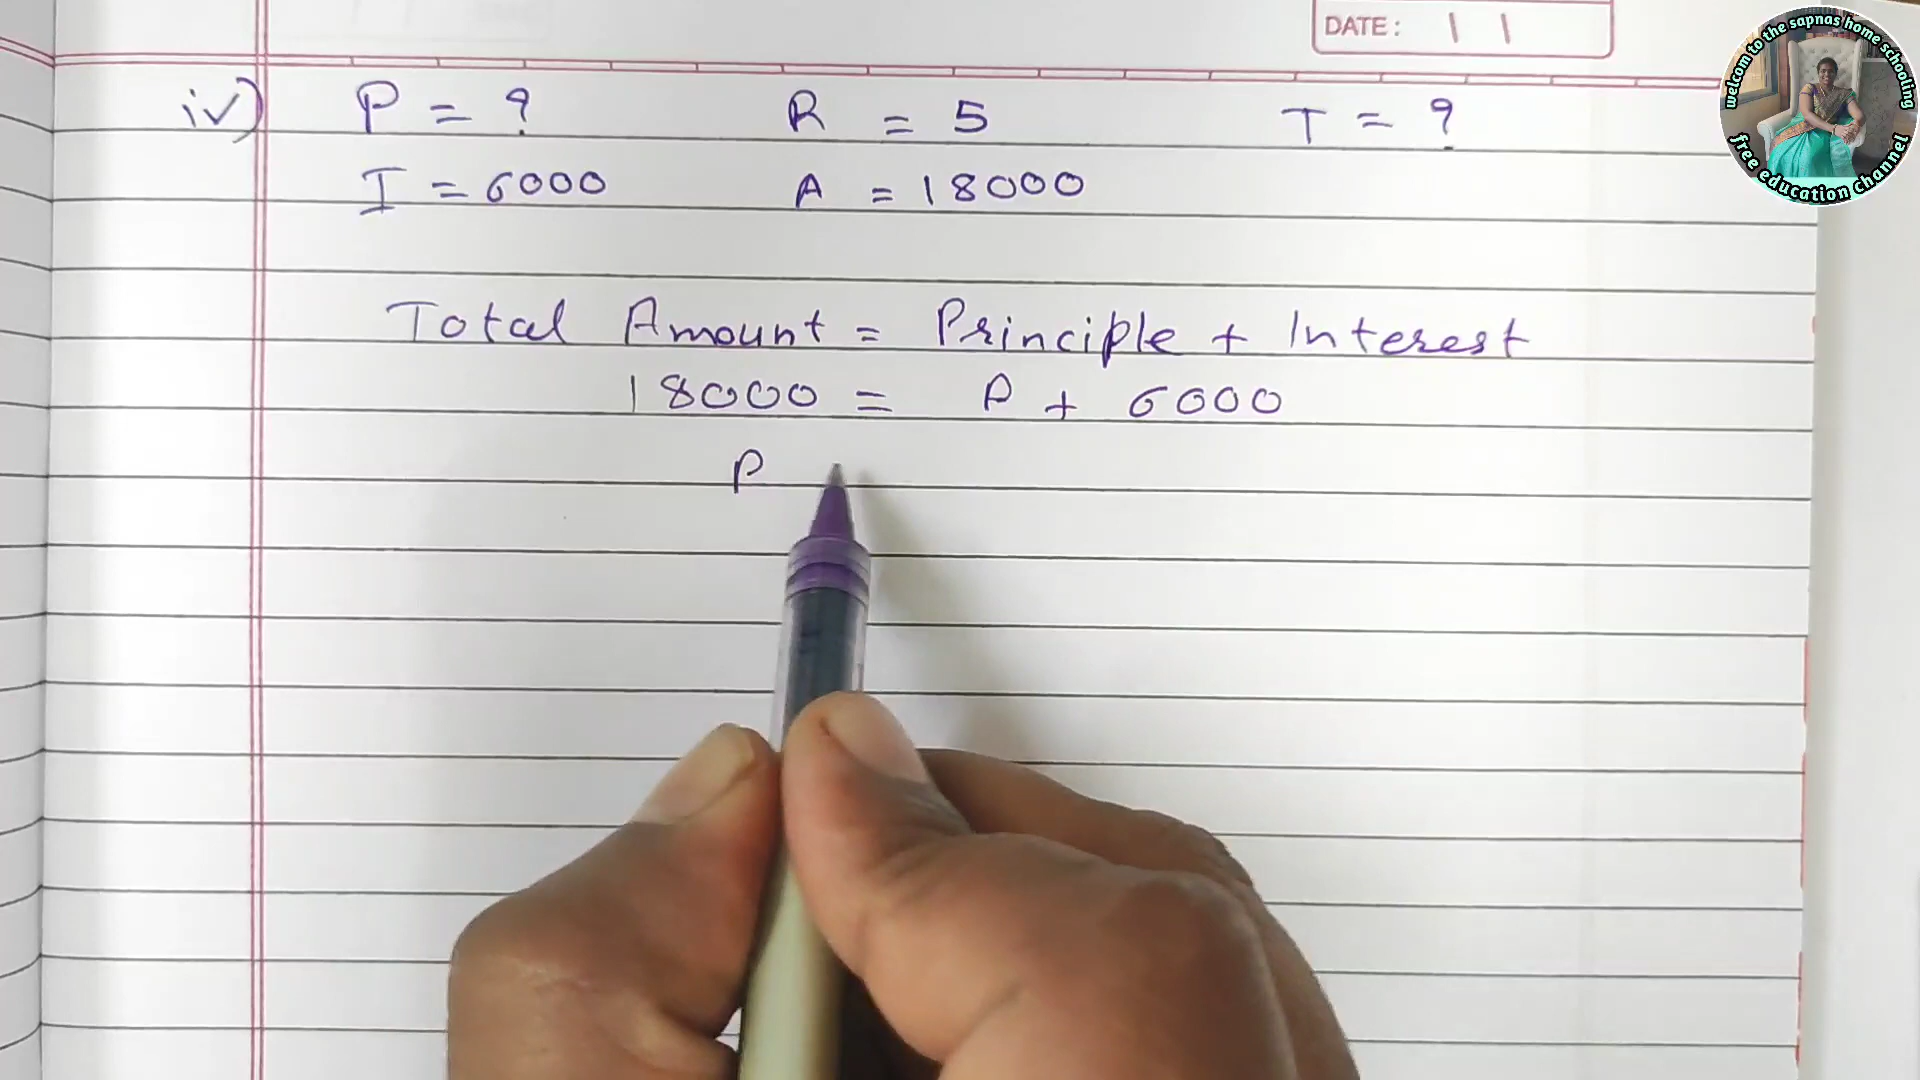 DATE:
iv) P = ? R = 5 T = ?
I = 6000 A = 18000
Total Amount = Principle + Interest
18000 = P + 6000
P
welcom to the sapnas home schooling
free education channel